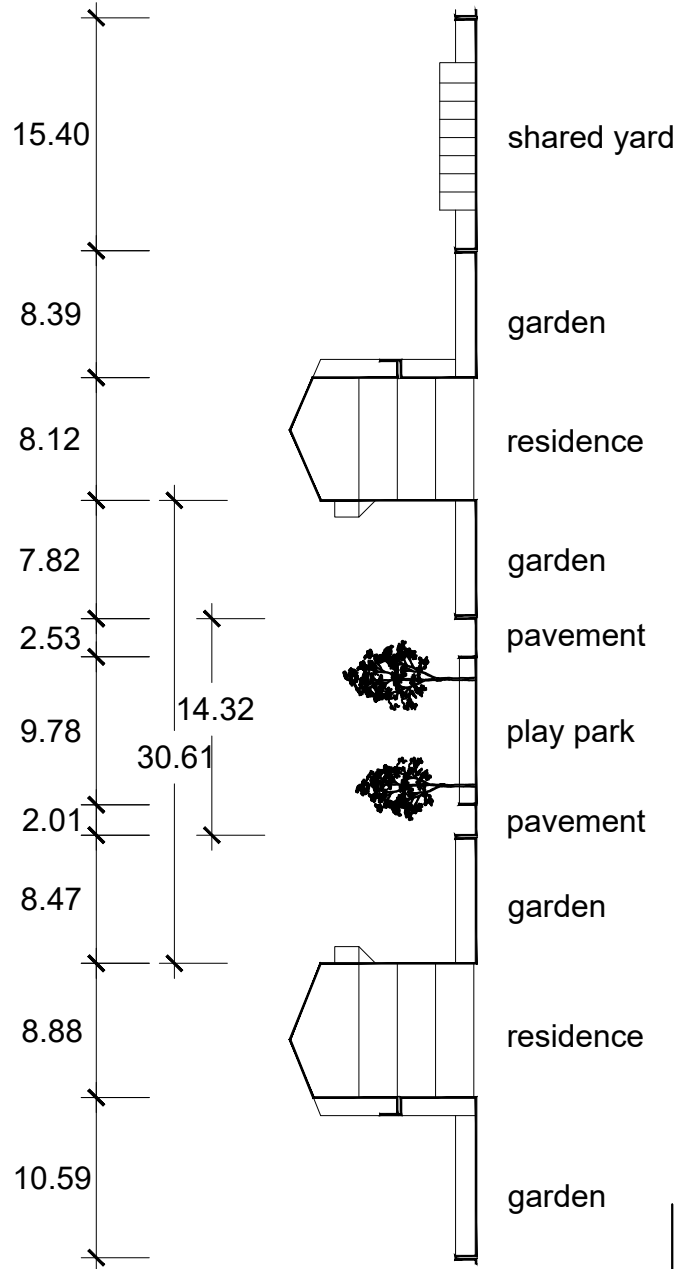 15.40
shared yard
8.39
garden
8.12
residence
7.82
garden
2.53
pavement
14.32
9.78
play park
30.61
2.01
pavement
8.47
garden
8.88
residence
10.59
garden